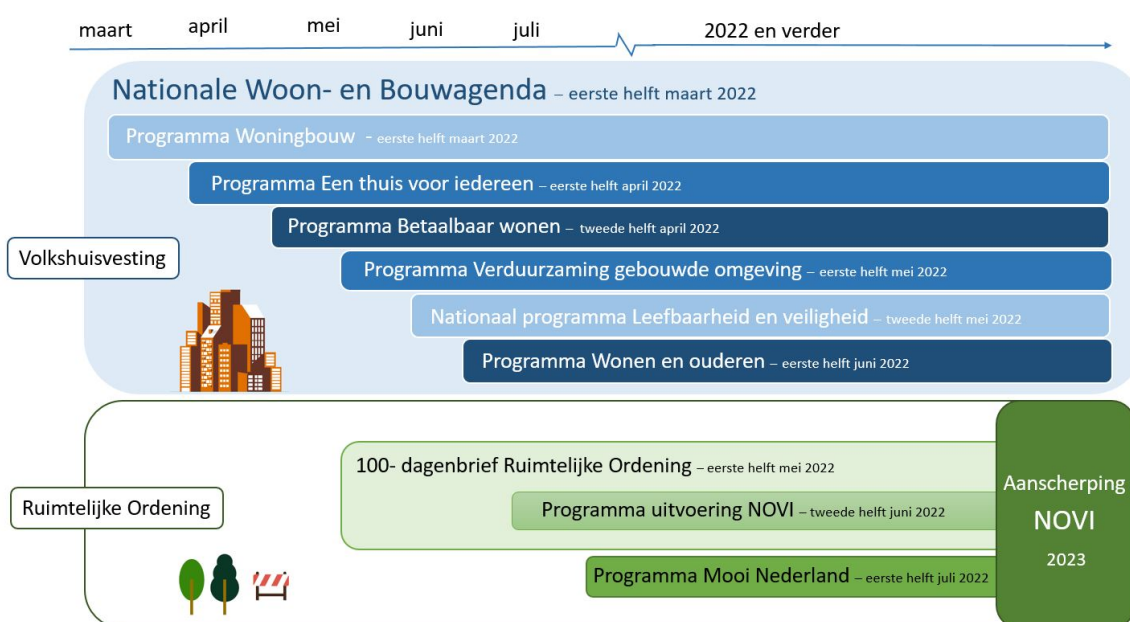 maart april mei juni juli 2022 en verder
Nationale Woon- en Bouwagenda – eerste helft maart 2022
Programma Woningbouw - eerste helft maart 2022
Programma Een thuis voor iedereen – eerste helft april 2022
Programma Betaalbaar wonen – tweede helft april 2022
Volkshuisvesting
Programma Verduurzaming gebouwde omgeving – eerste helft mei 2022
Nationaal programma Leefbaarheid en veiligheid – tweede helft mei 2022
Programma Wonen en ouderen – eerste helft juni 2022
100- dagenbrief Ruimtelijke Ordening – eerste helft mei 2022
Ruimtelijke Ordening
Programma uitvoering NOVI – tweede helft juni 2022
Programma Mooi Nederland – eerste helft juli 2022
Aanscherping
NOVI
2023